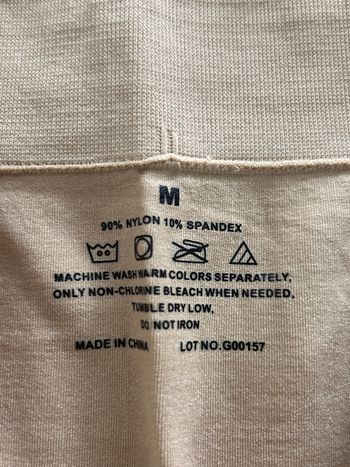 M
90% NYLON 10% SPANDEX
MACHINE WASH WARM COLORS SEPARATELY,
ONLY NON-CHLORINE BLEACH WHEN NEEDED.
TUMBLE DRY LOW,
DO NOT IRON
MADE IN CHINA LOT NO.G00157